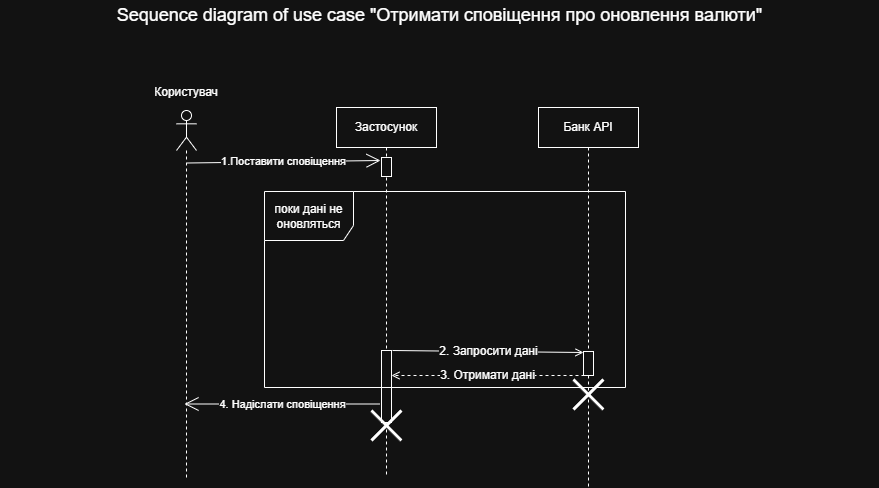 Sequence diagram of use case "Отримати сповіщення про оновлення валюти"
Користувач
Застосунок
Банк API
1.Поставити сповіщення
поки дані не
оновляться
2. Запросити дані
3. Отримати дані
4. Надіслати сповіщення